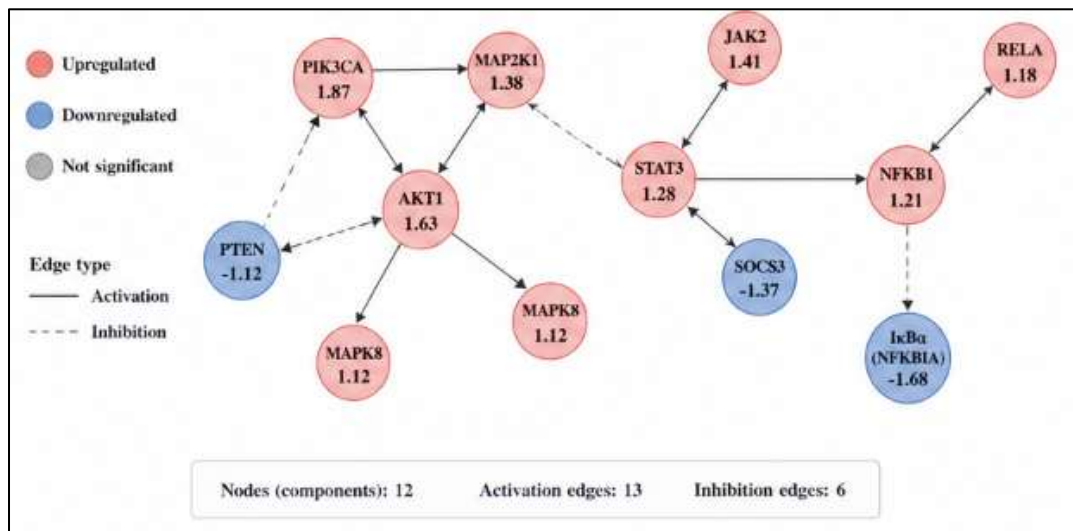 Upregulated
Downregulated
Not significant
Edge type
Activation
Inhibition
PIK3CA
1.87
MAP2K1
1.38
JAK2
1.41
RELA
1.18
AKT1
1.63
STAT3
1.28
NFKB1
1.21
PTEN
-1.12
SOCS3
-1.37
MAPK8
1.12
MAPK8
1.12
IκBα
(NFKBIA)
-1.68
Nodes (components): 12 Activation edges: 13 Inhibition edges: 6